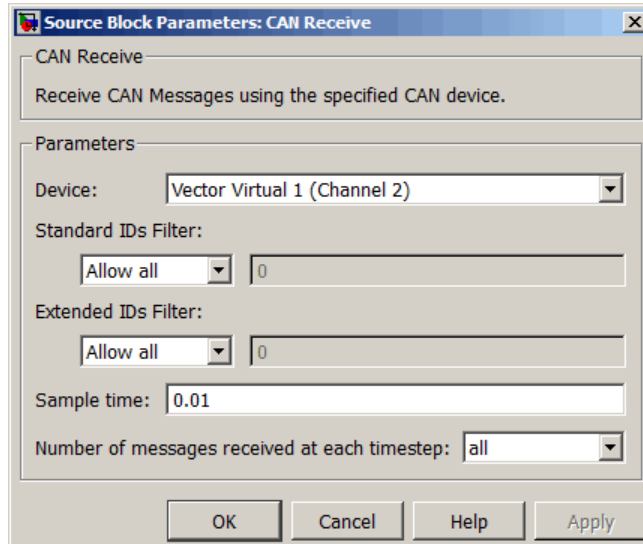 Source Block Parameters: CAN Receive
CAN Receive
Receive CAN Messages using the specified CAN device.
Parameters
Device: Vector Virtual 1 (Channel 2)
Standard IDs Filter:
Allow all 0
Extended IDs Filter:
Allow all 0
Sample time: 0.01
Number of messages received at each timestep: all
OK Cancel Help Apply